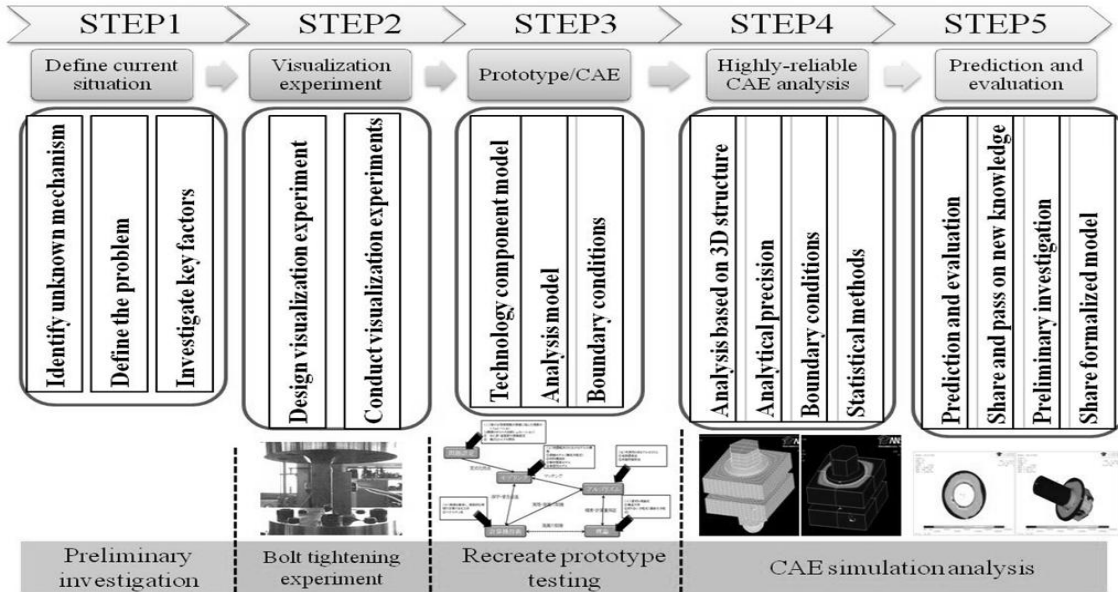 STEP1
STEP2
STEP3
STEP4
STEP5
Define current
situation
Visualization
experiment
Prototype/CAE
Highly-reliable
CAE analysis
Prediction and
evaluation
Identify unknown mechanism
Define the problem
Investigate key factors
Design visualization experiment
Conduct visualization experiments
Technology component model
Analysis model
Boundary conditions
Analysis based on 3D structure
Analytical precision
Boundary conditions
Statistical methods
Prediction and evaluation
Share and pass on new knowledge
Preliminary investigation
Share formalized model
Preliminary
investigation
Bolt tightening
experiment
Recreate prototype
testing
CAE simulation analysis